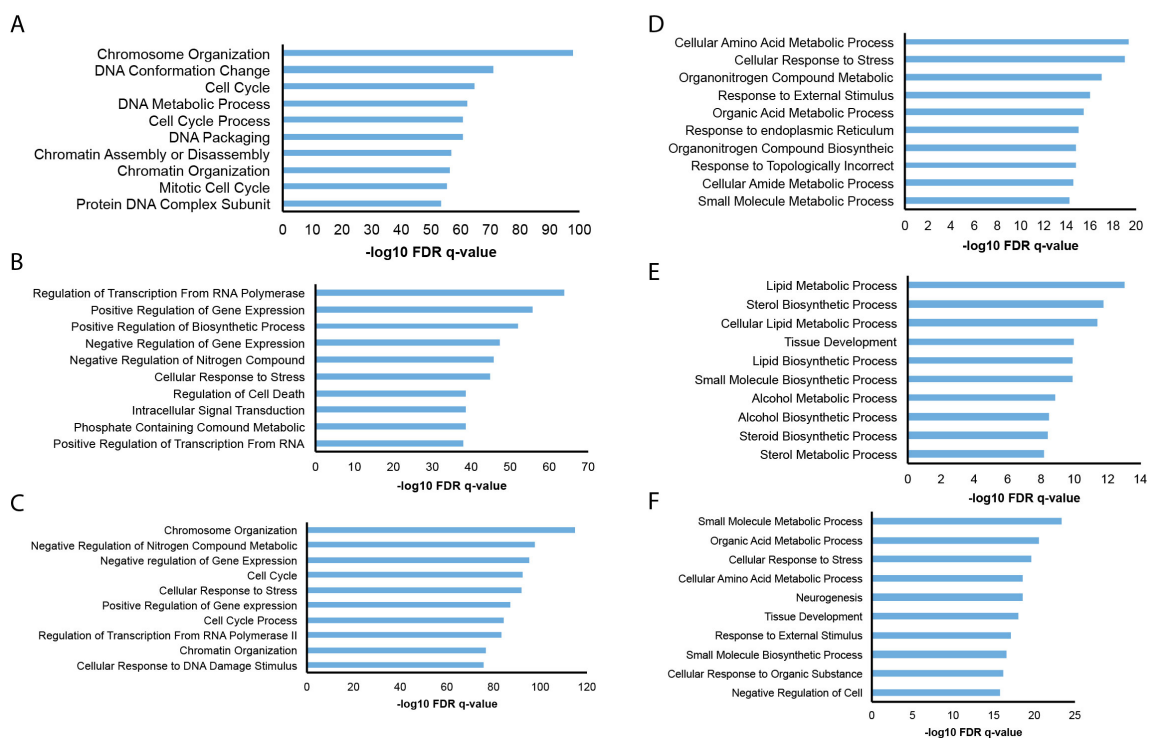 A
Chromosome Organization
DNA Conformation Change
Cell Cycle
DNA Metabolic Process
Cell Cycle Process
DNA Packaging
Chromatin Assembly or Disassembly
Chromatin Organization
Mitotic Cell Cycle
Protein DNA Complex Subunit
0 10 20 30 40 50 60 70 80 90 100
-log10 FDR q-value
B
Regulation of Transcription From RNA Polymerase
Positive Regulation of Gene Expression
Positive Regulation of Biosynthetic Process
Negative Regulation of Gene Expression
Negative Regulation of Nitrogen Compound
Cellular Response to Stress
Regulation of Cell Death
Intracellular Signal Transduction
Phosphate Containing Comound Metabolic
Positive Regulation of Transcription From RNA
0 10 20 30 40 50 60 70
-log10 FDR q-value
C
Chromosome Organization
Negative Regulation of Nitrogen Compound Metabolic
Negative regulation of Gene Expression
Cell Cycle
Cellular Response to Stress
Positive Regulation of Gene expression
Cell Cycle Process
Regulation of Transcription From RNA Polymerase II
Chromatin Organization
Cellular Response to DNA Damage Stimulus
0 20 40 60 80 100 120
-log10 FDR q-value
D
Cellular Amino Acid Metabolic Process
Cellular Response to Stress
Organonitrogen Compound Metabolic
Response to External Stimulus
Organic Acid Metabolic Process
Response to endoplasmic Reticulum
Organonitrogen Compound Biosyntheic
Response to Topologically Incorrect
Cellular Amide Metabolic Process
Small Molecule Metabolic Process
0 2 4 6 8 10 12 14 16 18 20
-log10 FDR q-value
E
Lipid Metabolic Process
Sterol Biosynthetic Process
Cellular Lipid Metabolic Process
Tissue Development
Lipid Biosynthetic Process
Small Molecule Biosynthetic Process
Alcohol Metabolic Process
Alcohol Biosynthetic Process
Steroid Biosynthetic Process
Sterol Metabolic Process
0 2 4 6 8 10 12 14
-log10 FDR q-value
F
Small Molecule Metabolic Process
Organic Acid Metabolic Process
Cellular Response to Stress
Cellular Amino Acid Metabolic Process
Neurogenesis
Tissue Development
Response to External Stimulus
Small Molecule Biosynthetic Process
Cellular Response to Organic Substance
Negative Regulation of Cell
0 5 10 15 20 25
-log10 FDR q-value